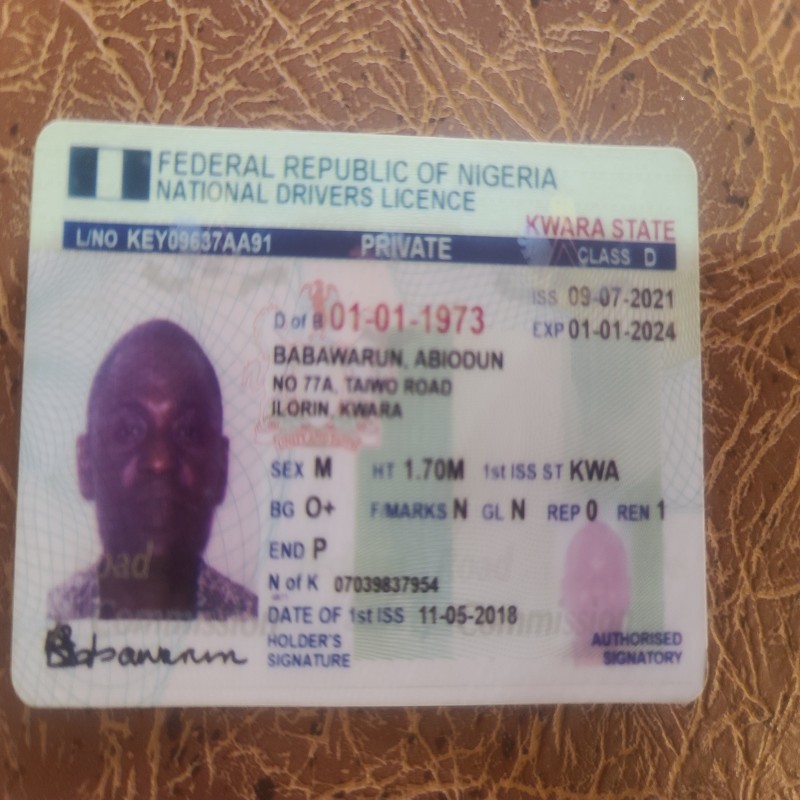 FEDERAL REPUBLIC OF NIGERIA
NATIONAL DRIVERS LICENCE
KWARA STATE
L/NO KEY09637AA91 PRIVATE CLASS D
ISS 09-07-2021
D of B 01-01-1973 EXP 01-01-2024
BABAWARUN, ABIODUN
NO 77A, TAIWO ROAD
ILORIN, KWARA
SEX M HT 1.70M 1st ISS ST KWA
BG O+ F/MARKS N GL N REP 0 REN 1
END P
N of K 07039837954
DATE OF 1st ISS 11-05-2018
Babawarun HOLDER'S SIGNATURE AUTHORISED SIGNATORY
oad
Commission
oad
Commission